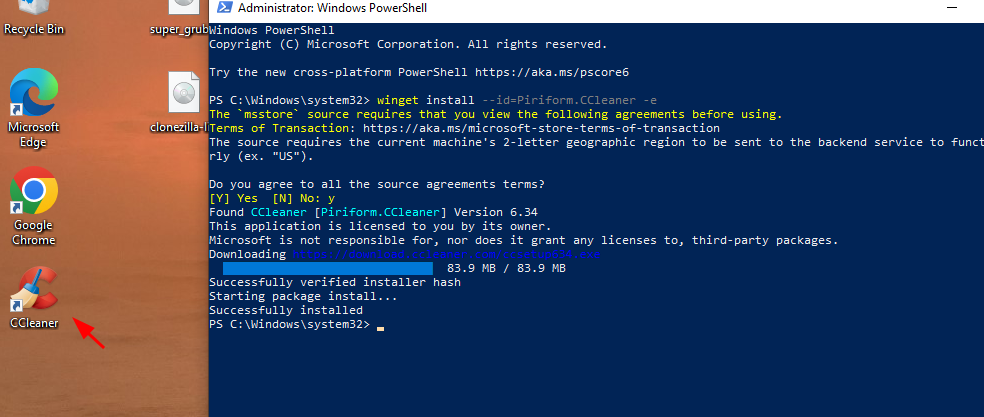 Recycle Bin
super_grub
Microsoft
Edge
clonezilla-li
Google
Chrome
CCleaner
Administrator: Windows PowerShell
Windows PowerShell
Copyright (C) Microsoft Corporation. All rights reserved.
Try the new cross-platform PowerShell https://aka.ms/pscore6
PS C:\Windows\system32> winget install --id=Piriform.CCleaner -e
The `msstore` source requires that you view the following agreements before using.
Terms of Transaction: https://aka.ms/microsoft-store-terms-of-transaction
The source requires the current machine's 2-letter geographic region to be sent to the backend service to funct
rly (ex. "US").
Do you agree to all the source agreements terms?
[Y] Yes  [N] No: y
Found CCleaner [Piriform.CCleaner] Version 6.34
This application is licensed to you by its owner.
Microsoft is not responsible for, nor does it grant any licenses to, third-party packages.
Downloading
83.9 MB / 83.9 MB
Successfully verified installer hash
Starting package install...
Successfully installed
PS C:\Windows\system32>